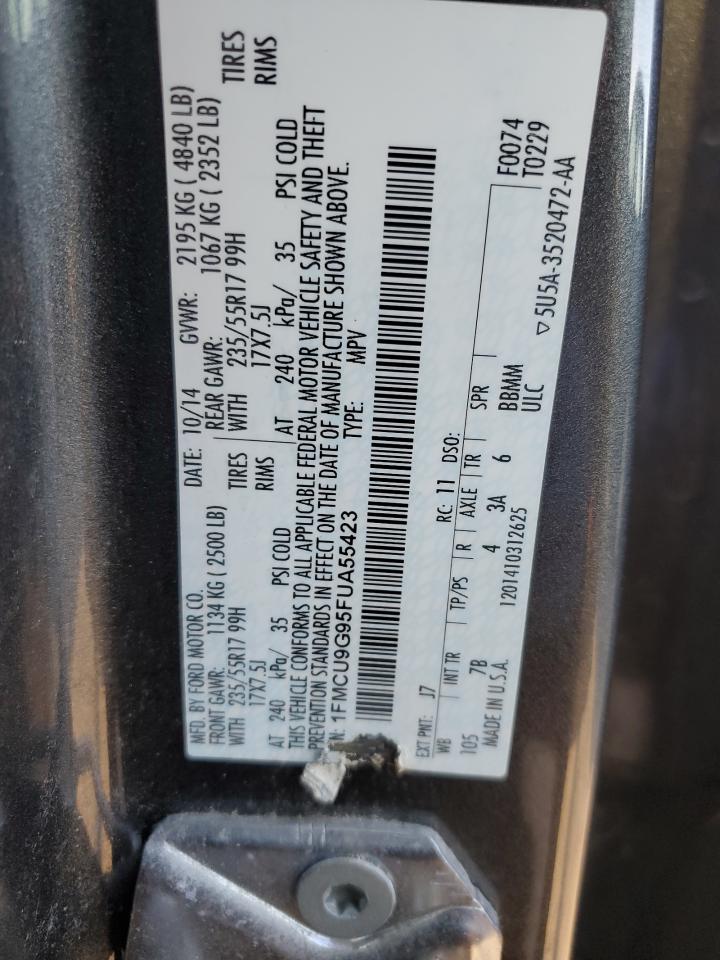 MFD. BY FORD MOTOR CO.
DATE: 10/14 GVWR: 2195 KG ( 4840 LB)
FRONT GAWR: 1134 KG ( 2500 LB)
REAR GAWR: 1067 KG ( 2352 LB)
WITH 235/55R17 99H TIRES
WITH 235/55R17 99H TIRES
17X7.5J RIMS
17X7.5J RIMS
AT 240 kPa/ 35 PSI COLD
AT 240 kPa/ 35 PSI COLD
THIS VEHICLE CONFORMS TO ALL APPLICABLE FEDERAL MOTOR VEHICLE SAFETY AND THEFT
PREVENTION STANDARDS IN EFFECT ON THE DATE OF MANUFACTURE SHOWN ABOVE.
N: 1FMCU9G95FUA55423 TYPE: MPV
EXT PNT: J7 RC: 11 DSO: F0074
WB INT TR TP/PS R AXLE TR SPR T0229
105 7B 4 3A 6 BBMM
MADE IN U.S.A. 1201410312625 ULC
▽5U5A-3520472-AA